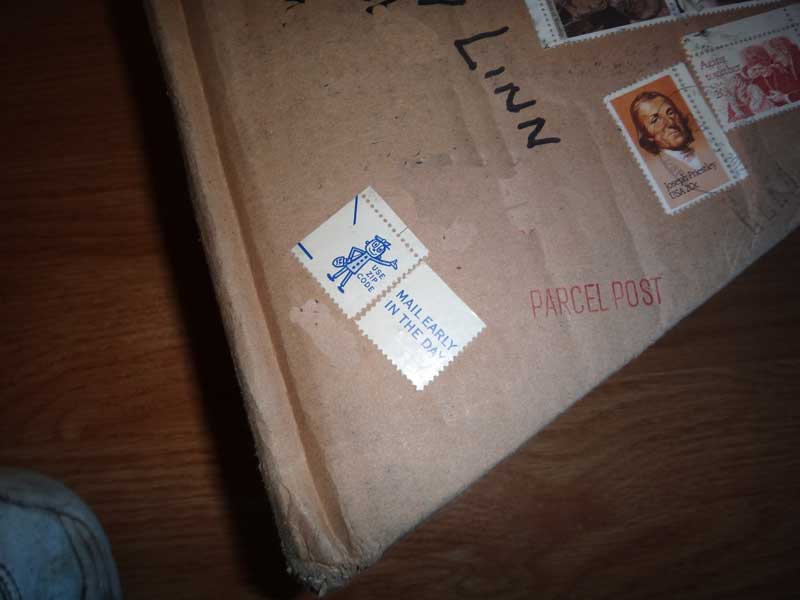 LINN
Joseph Priestley
USA 20c
PARCEL POST
USE
ZIP
CODE
MAIL EARLY
IN THE DAY